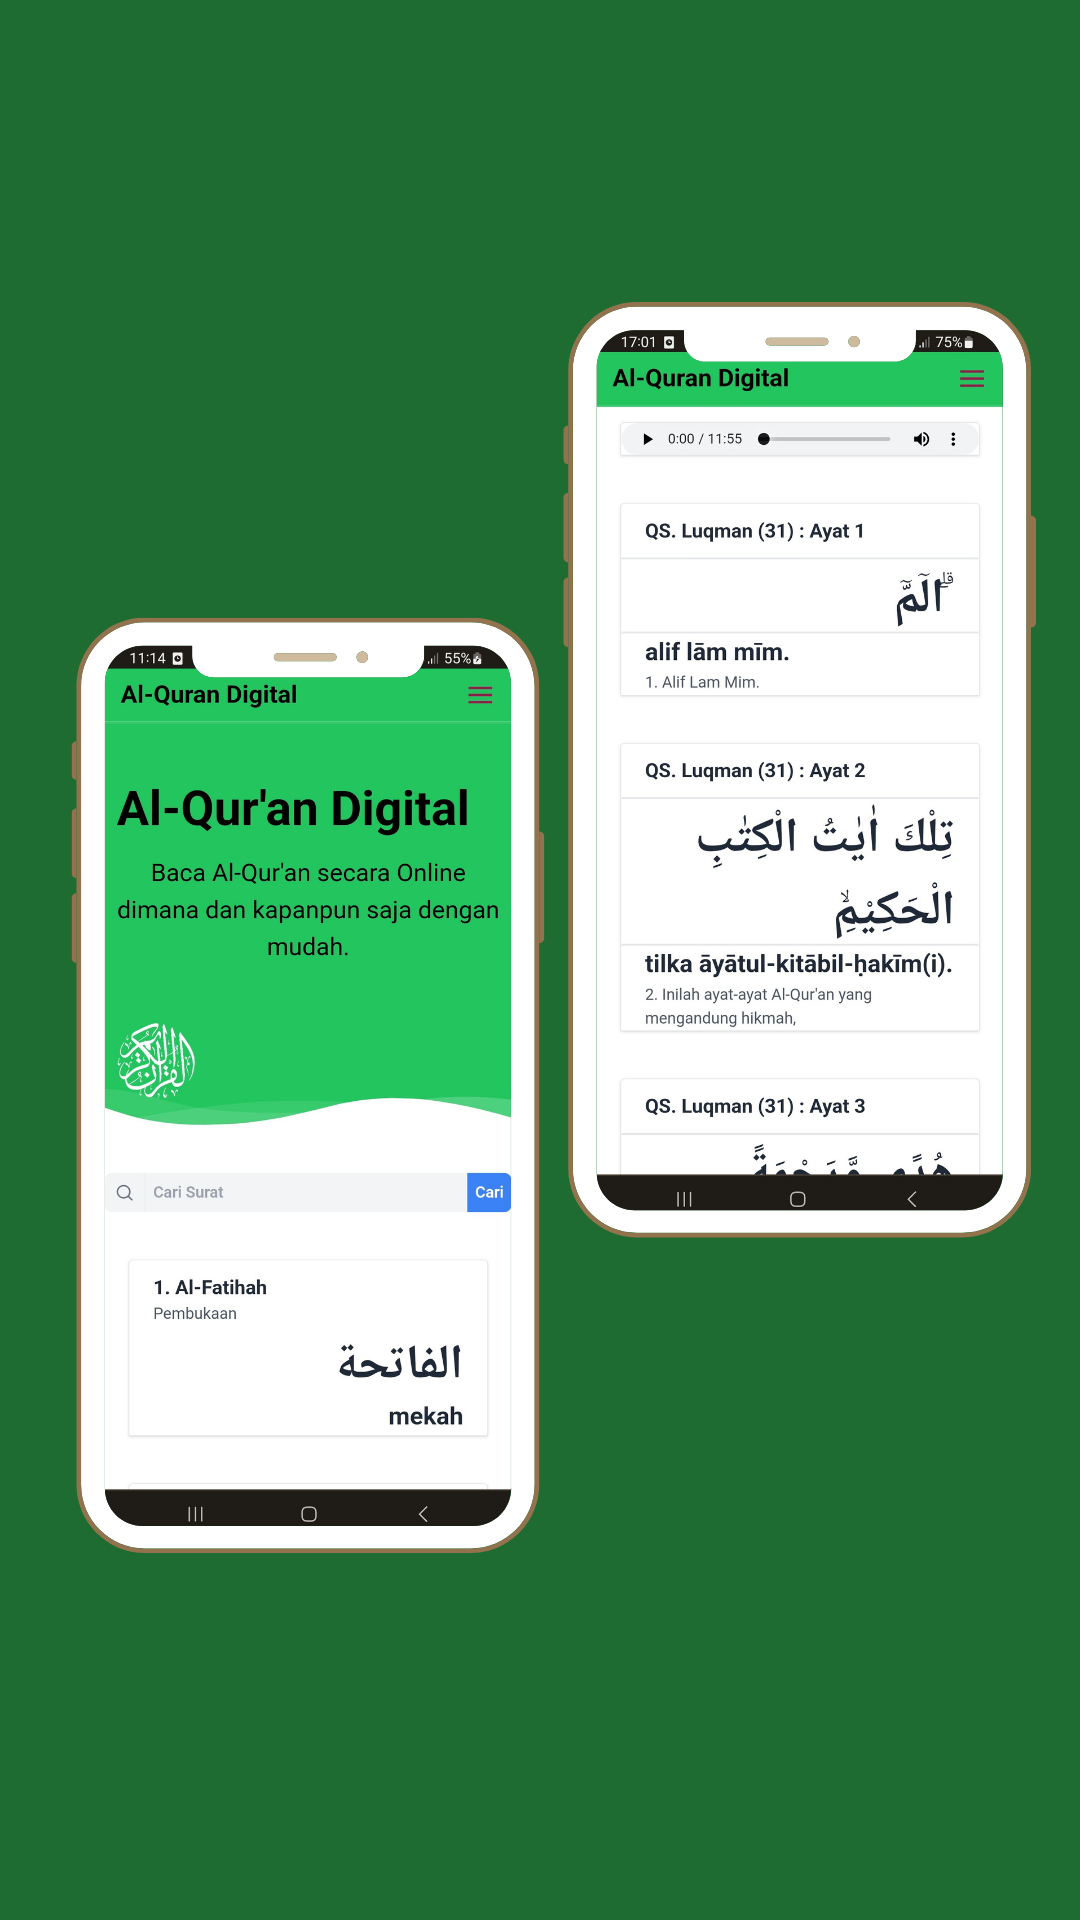 11:14
55%
Al-Quran Digital
Al-Qur'an Digital
Baca Al-Qur'an secara Online
dimana dan kapanpun saja dengan
mudah.
Cari Surat
Cari
1. Al-Fatihah
Pembukaan
الفاتحة
mekah
17:01
75%
Al-Quran Digital
0:00 / 11:55
QS. Luqman (31) : Ayat 1
الۤمّۤ ۗ
alif lām mīm.
1. Alif Lam Mim.
QS. Luqman (31) : Ayat 2
تِلْكَ اٰيٰتُ الْكِتٰبِ
الْحَكِيْمِۙ
tilka āyātul-kitābil-ḥakīm(i).
2. Inilah ayat-ayat Al-Qur'an yang
mengandung hikmah,
QS. Luqman (31) : Ayat 3
هُدًى وَّرَحْمَةً